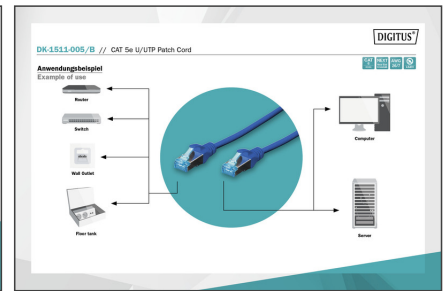 DIGITUS®
DK-1511-005/B // CAT 5e U/UTP Patch Cord
Anwendungsbeispiel
Example of use
Router
Switch
Wall Outlet
Floor tank
Computer
Server